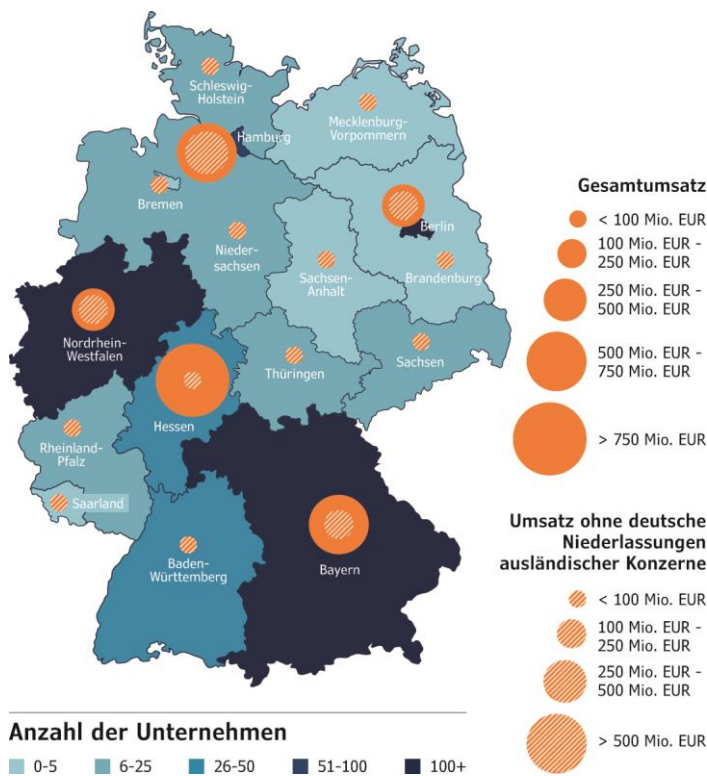 Schleswig-
Holstein
Mecklenburg-
Vorpommern
Hamburg
Bremen
Nieder-
sachsen
Berlin
Brandenburg
Sachsen-
Anhalt
Nordrhein-
Westfalen
Hessen
Thüringen
Sachsen
Rheinland-
Pfalz
Saarland
Baden-
Württemberg
Bayern
Gesamtumsatz
< 100 Mio. EUR
100 Mio. EUR -
250 Mio. EUR
250 Mio. EUR -
500 Mio. EUR
500 Mio. EUR -
750 Mio. EUR
> 750 Mio. EUR
Umsatz ohne deutsche
Niederlassungen
ausländischer Konzerne
< 100 Mio. EUR
100 Mio. EUR -
250 Mio. EUR
250 Mio. EUR -
500 Mio. EUR
> 500 Mio. EUR
Anzahl der Unternehmen
0-5 6-25 26-50 51-100 100+